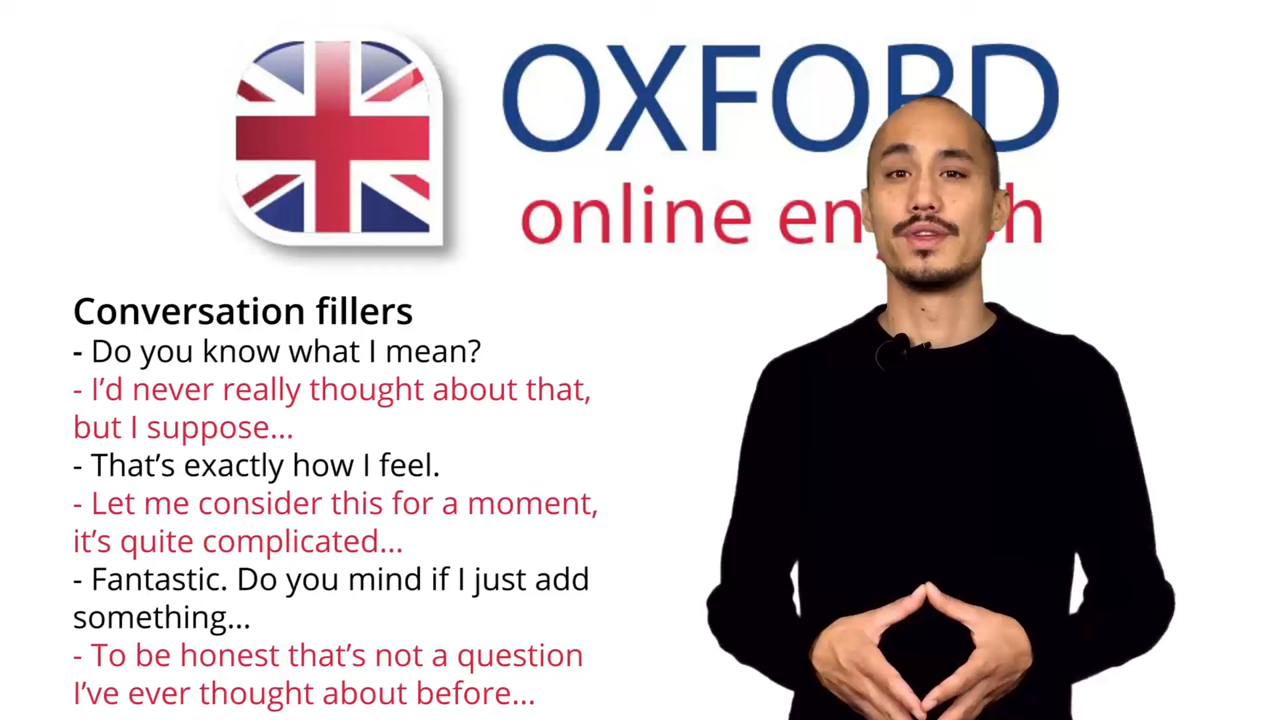 OXFORD
online en h
Conversation fillers
- Do you know what I mean?
- I’d never really thought about that,
but I suppose...
- That’s exactly how I feel.
- Let me consider this for a moment,
it’s quite complicated...
- Fantastic. Do you mind if I just add
something...
- To be honest that’s not a question
I’ve ever thought about before...